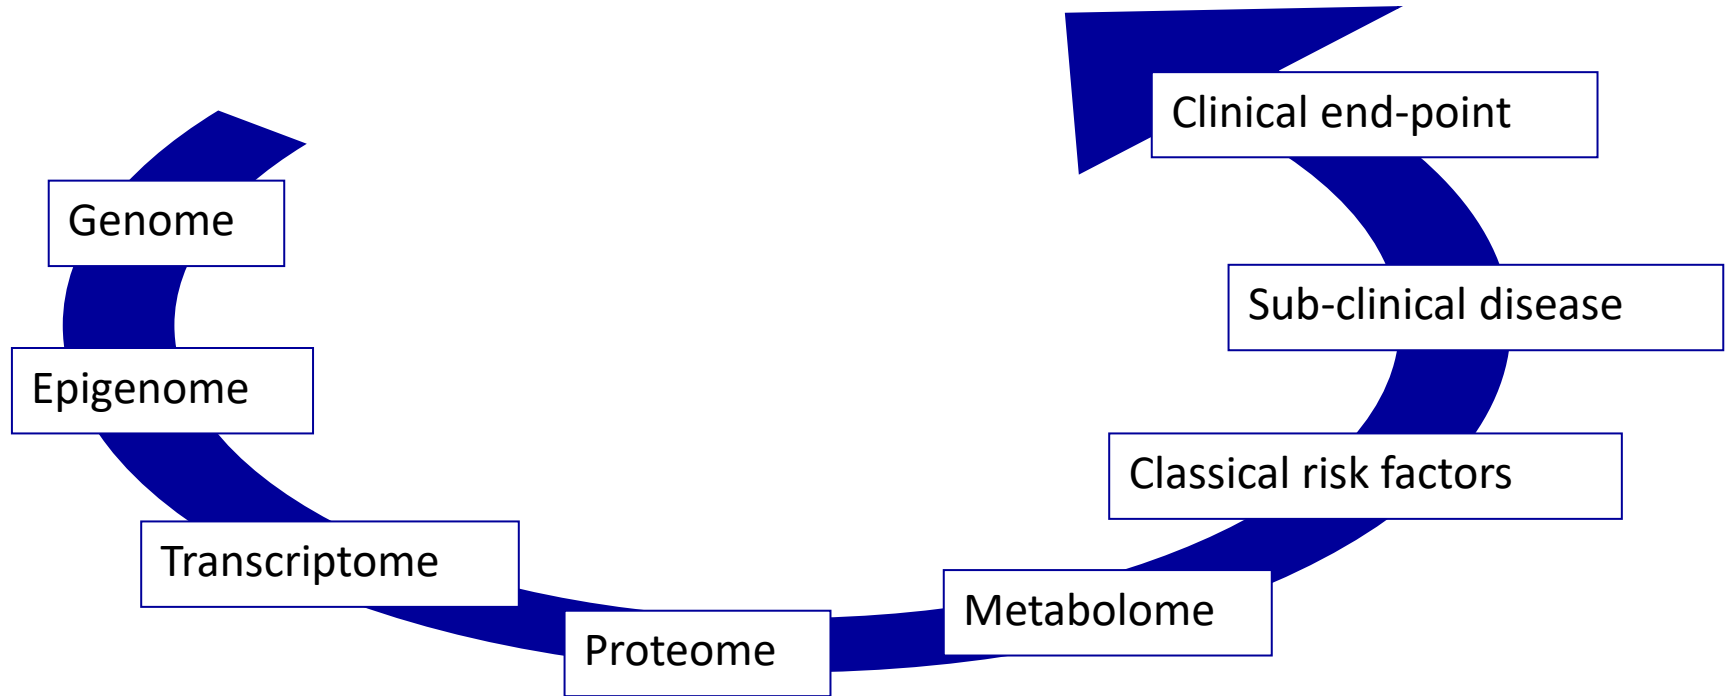 Genome
Epigenome
Transcriptome
Proteome
Metabolome
Classical risk factors
Sub-clinical disease
Clinical end-point